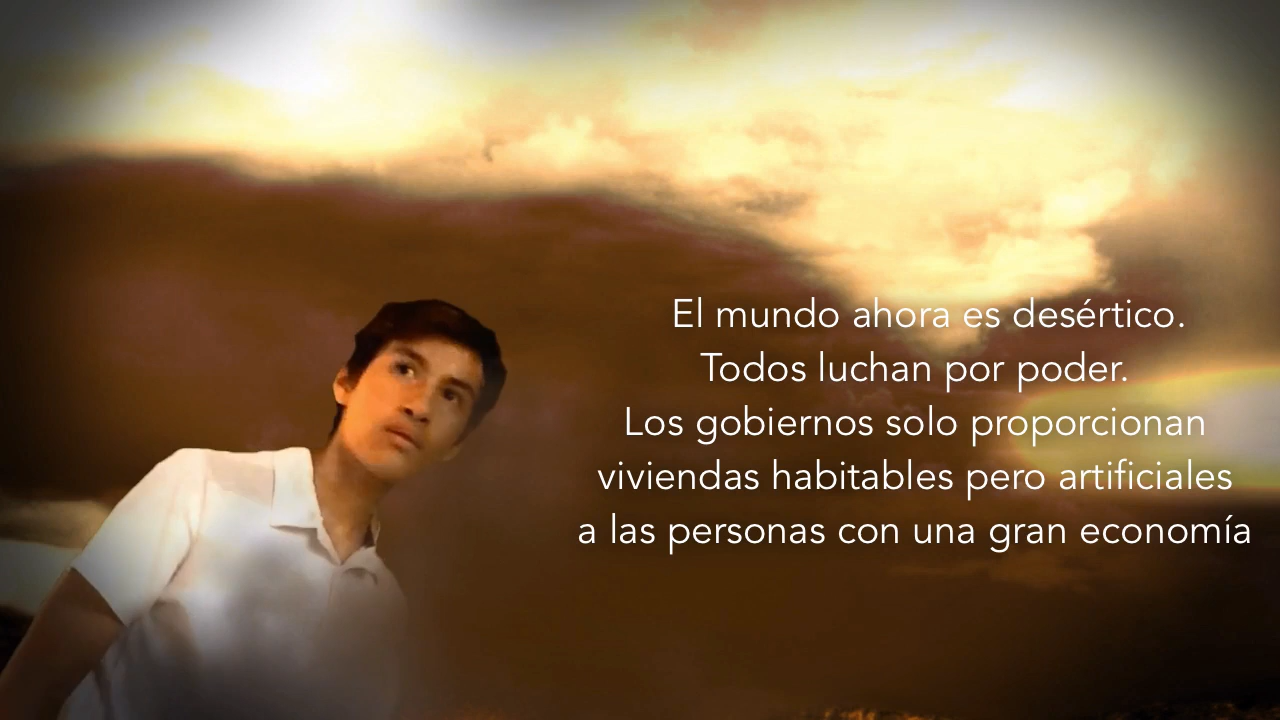 El mundo ahora es desértico.
Todos luchan por poder.
Los gobiernos solo proporcionan
viviendas habitables pero artificiales
a las personas con una gran economía